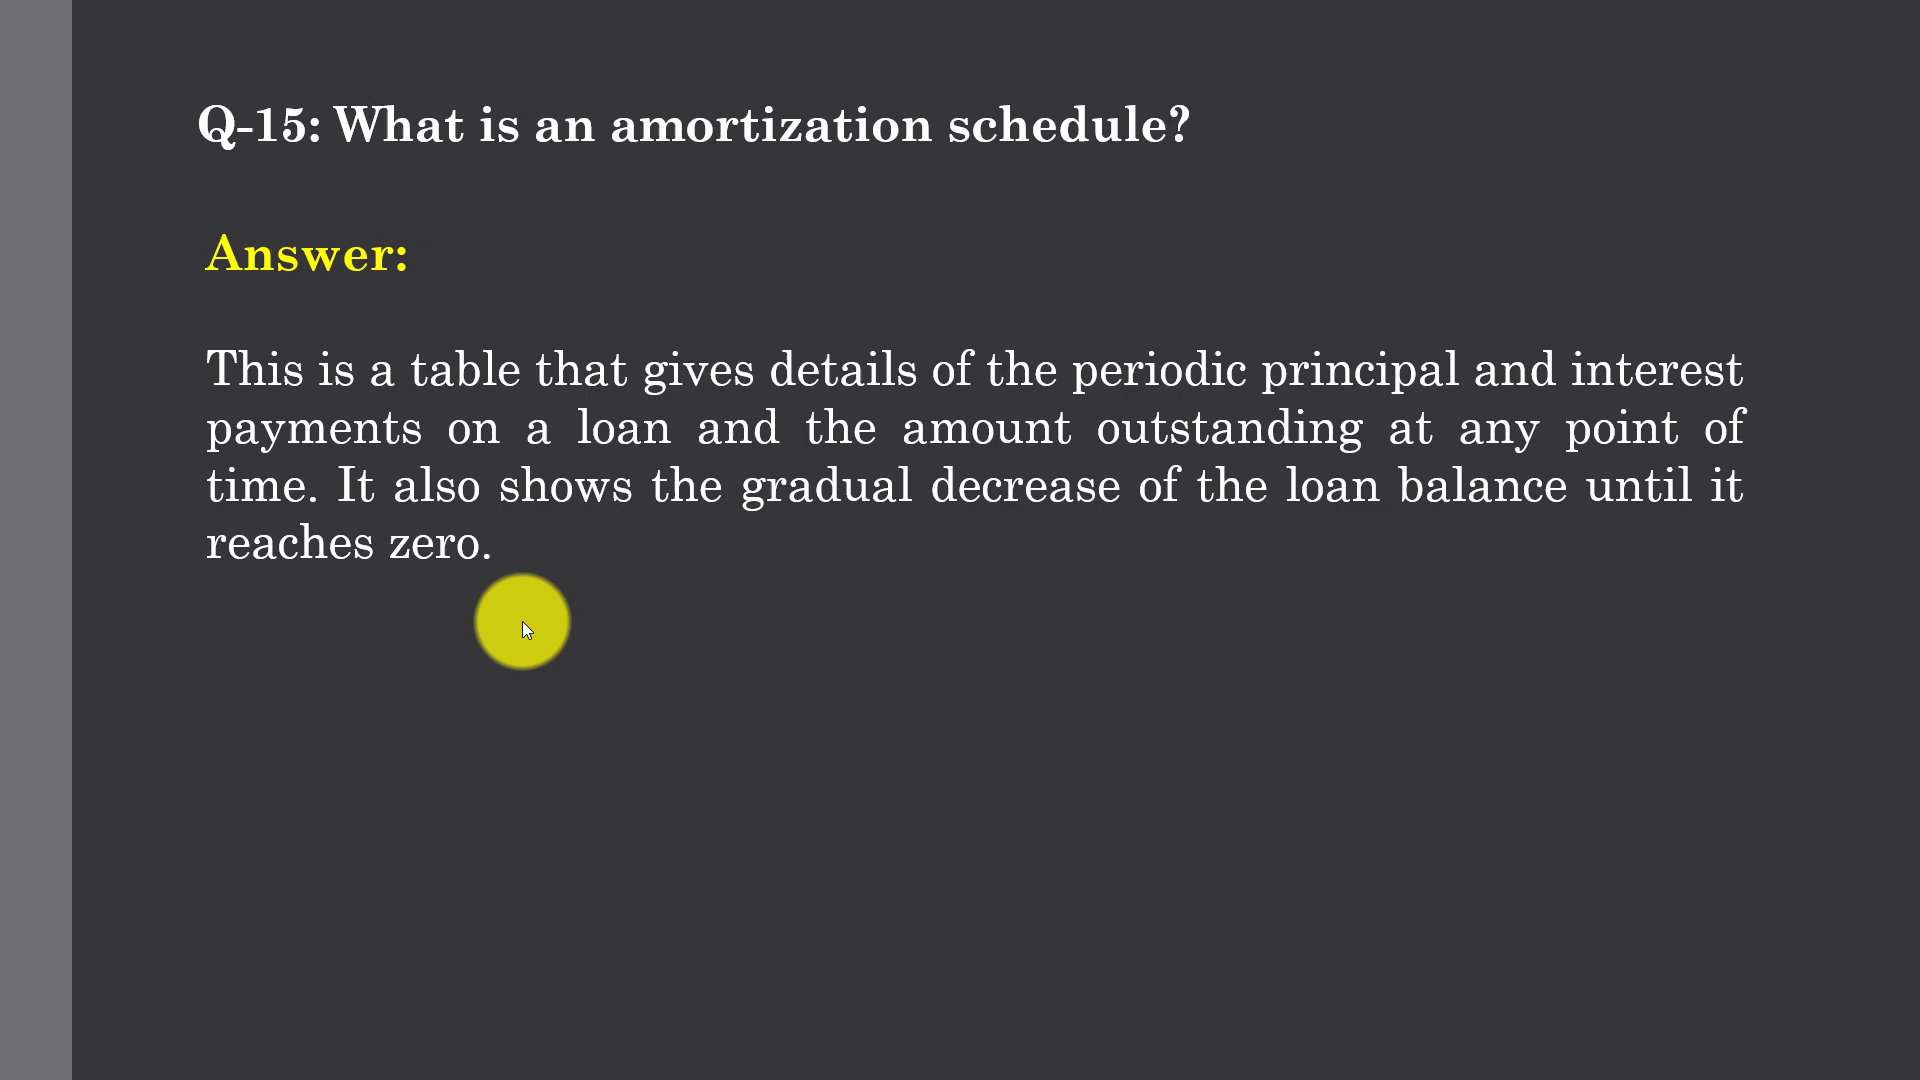 Q-15: What is an amortization schedule?
Answer:
This is a table that gives details of the periodic principal and interest
payments on a loan and the amount outstanding at any point of
time. It also shows the gradual decrease of the loan balance until it
reaches zero.